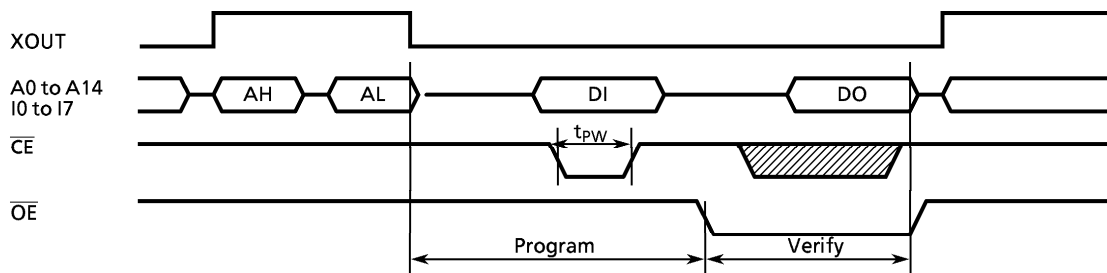 XOUT
A0 to A14
I0 to I7
AH
AL
DI
DO
CE
tPW
OE
Program
Verify